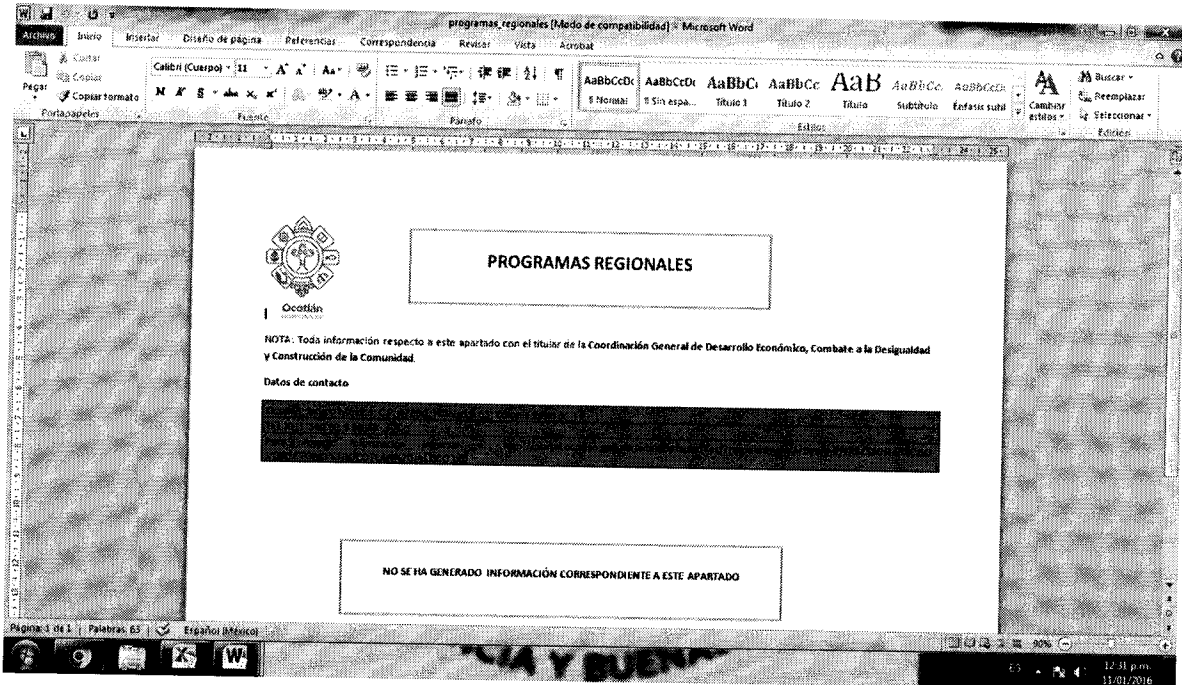 programas_regionales [Modo de compatibilidad] - Microsoft Word
Archivo Inicio Insertar Diseño de página Referencias Correspondencia Revisar Vista Acrobat
Cortar
Copiar
Pegar
Copiar formato
Portapapeles
Calibri (Cuerpo) 11
Fuente
Párrafo
AaBbCcDc AaBbCcDc AaBbCc AaBbCc AaB AaBbCc. AaBbCcDc
¶ Normal ¶ Sin espa... Título 1 Título 2 Título Subtítulo Énfasis sutil
Estilos
Cambiar estilos
Buscar
Reemplazar
Seleccionar
Edición
Ocotlán
PROGRAMAS REGIONALES
NOTA: Toda información respecto a este apartado con el titular de la Coordinación General de Desarrollo Económico, Combate a la Desigualdad
y Construcción de la Comunidad.
Datos de contacto
NO SE HA GENERADO INFORMACIÓN CORRESPONDIENTE A ESTE APARTADO
Página: 1 de 1 Palabras: 63 Español (México) 90%
CIA Y BUEN
ES 12:31 p.m.
11/01/2016